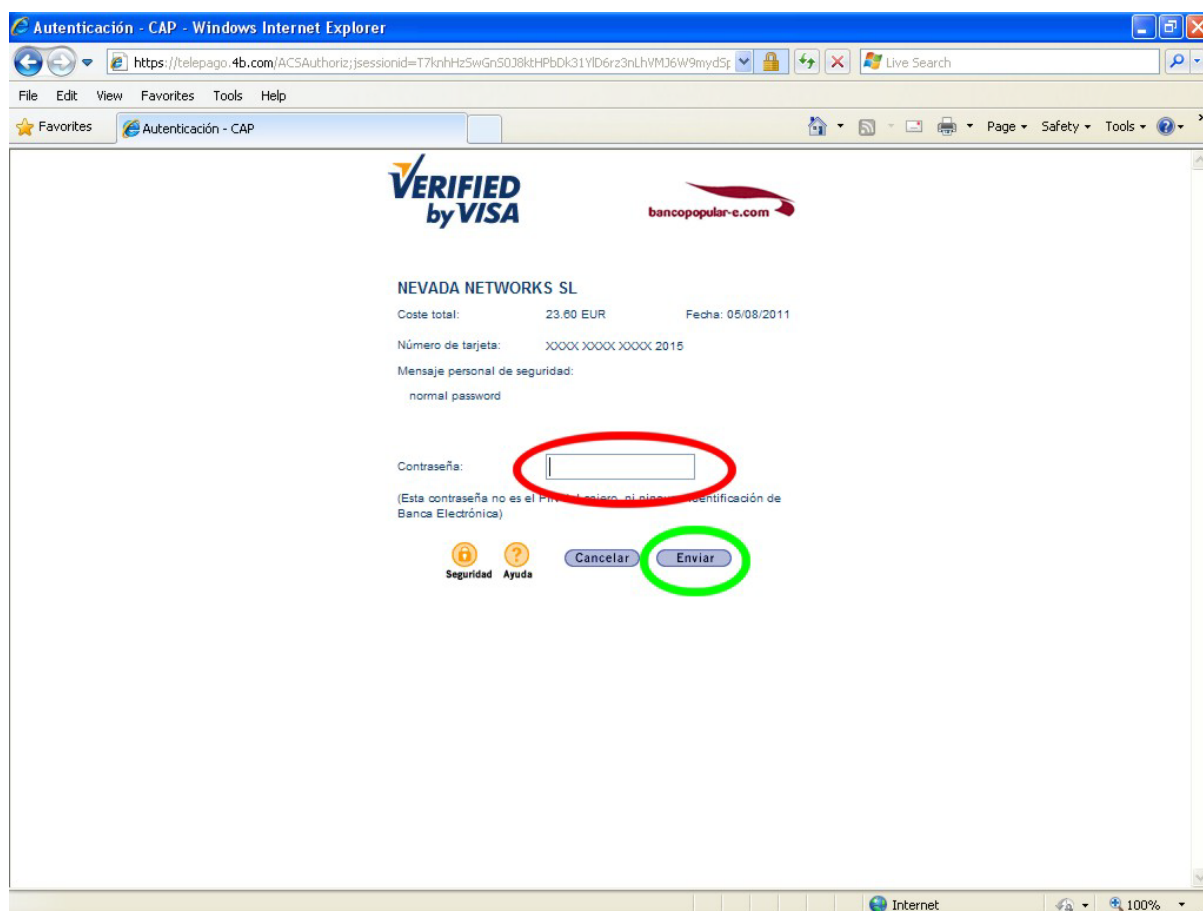 Autenticación - CAP - Windows Internet Explorer
https://telepago.4b.com/ACSAuthoriz;jsessionid=
Live Search
File Edit View Favorites Tools Help
Favorites Autenticación - CAP Page Safety Tools
VERIFIED
by VISA
bancopopular-e.com
NEVADA NETWORKS SL
Coste total: 23.60 EUR Fecha: 05/08/2011
Número de tarjeta: XXXX XXXX XXXX 2015
Mensaje personal de seguridad:
normal password
Contraseña:
(Esta contraseña no es el cajero, ni identificación de
Banca Electrónica)
Cancelar Enviar
Seguridad Ayuda
Internet 100%